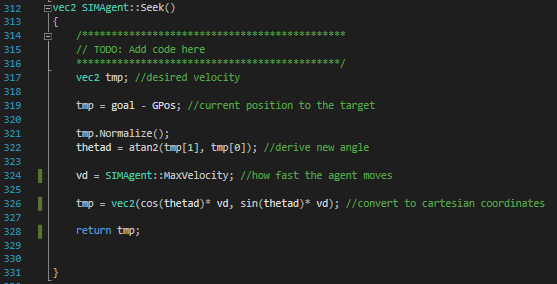 312 vec2 SIMAgent::Seek()
313 {
314 /*********************************************
315 // TODO: Add code here
316 *********************************************/
317 vec2 tmp; //desired velocity
318
319 tmp = goal - GPos; //current position to the target
320
321 tmp.Normalize();
322 thetad = atan2(tmp[1], tmp[0]); //derive new angle
323
324 vd = SIMAgent::MaxVelocity; //how fast the agent moves
325
326 tmp = vec2(cos(thetad)* vd, sin(thetad)* vd); //convert to cartesian coordinates
327
328 return tmp;
329
330
331 }